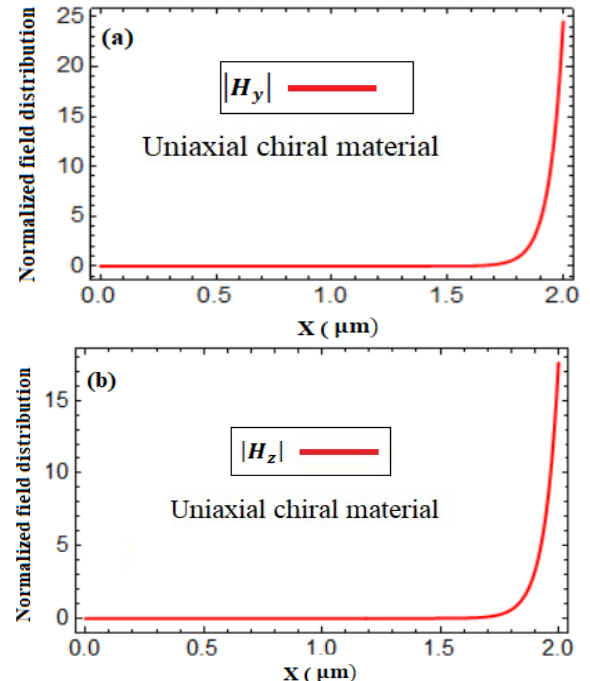 (a)
Normalized field distribution
25
20
15
10
5
0
|H_y|
Uniaxial chiral material
0.0 0.5 1.0 1.5 2.0
X ( μm)
(b)
Normalized field distribution
15
10
5
0
|H_z|
Uniaxial chiral material
0.0 0.5 1.0 1.5 2.0
X ( μm)